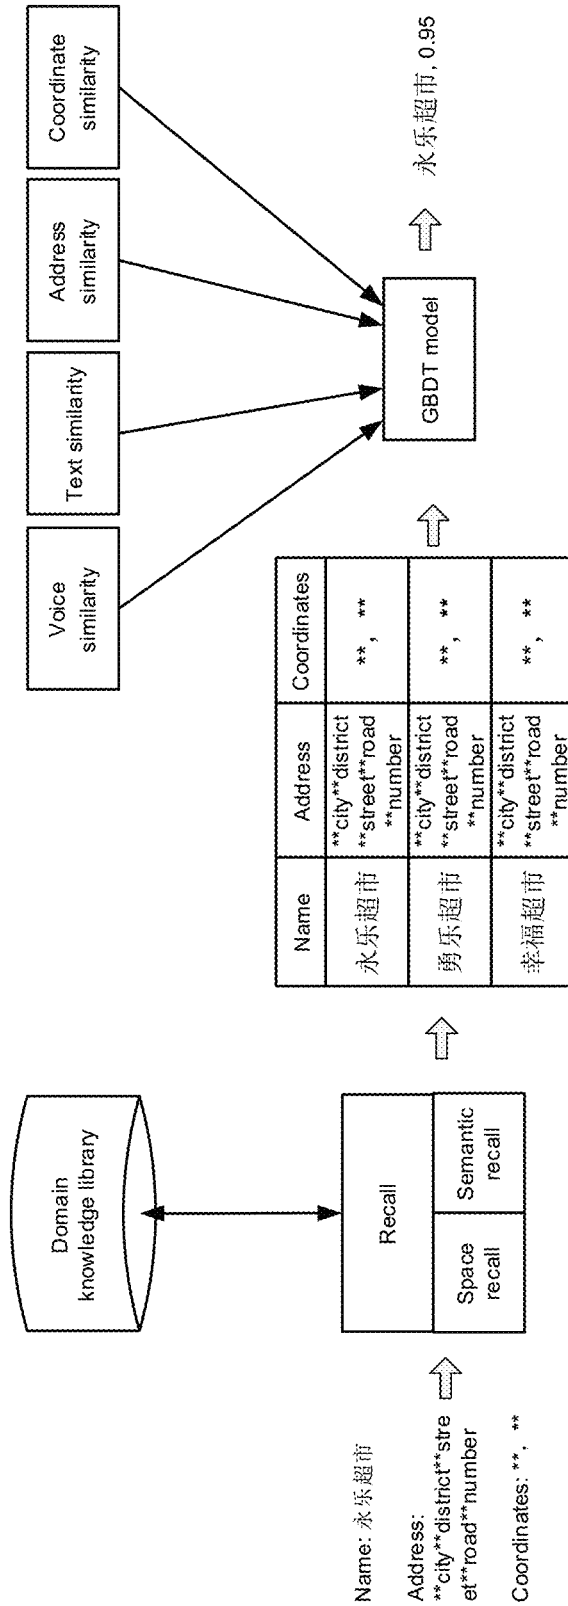 Domain
knowledge library
Name: 永乐超市
Address:
**city**district**stre
et**road**number
Coordinates: **, **
Recall
Space
recall
Semantic
recall
Name
Address
Coordinates
永乐超市
**city**district
**street**road
**number
**, **
勇乐超市
**city**district
**street**road
**number
**, **
幸福超市
**city**district
**street**road
**number
**, **
Voice
similarity
Text similarity
Address
similarity
Coordinate
similarity
GBDT model
永乐超市, 0.95